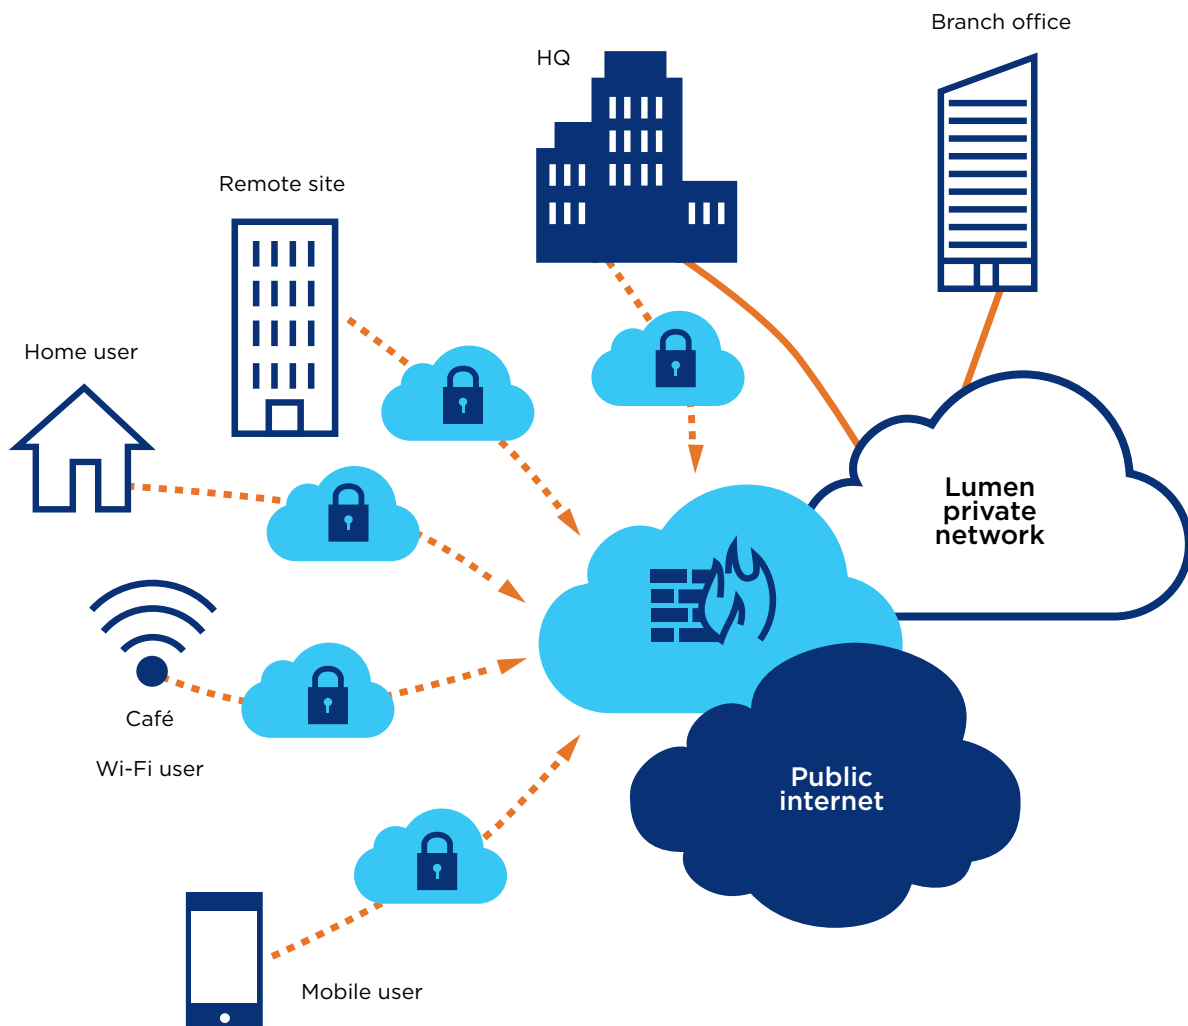 Branch office
HQ
Remote site
Home user
Lumen
private
network
Café
Wi-Fi user
Public
internet
Mobile user